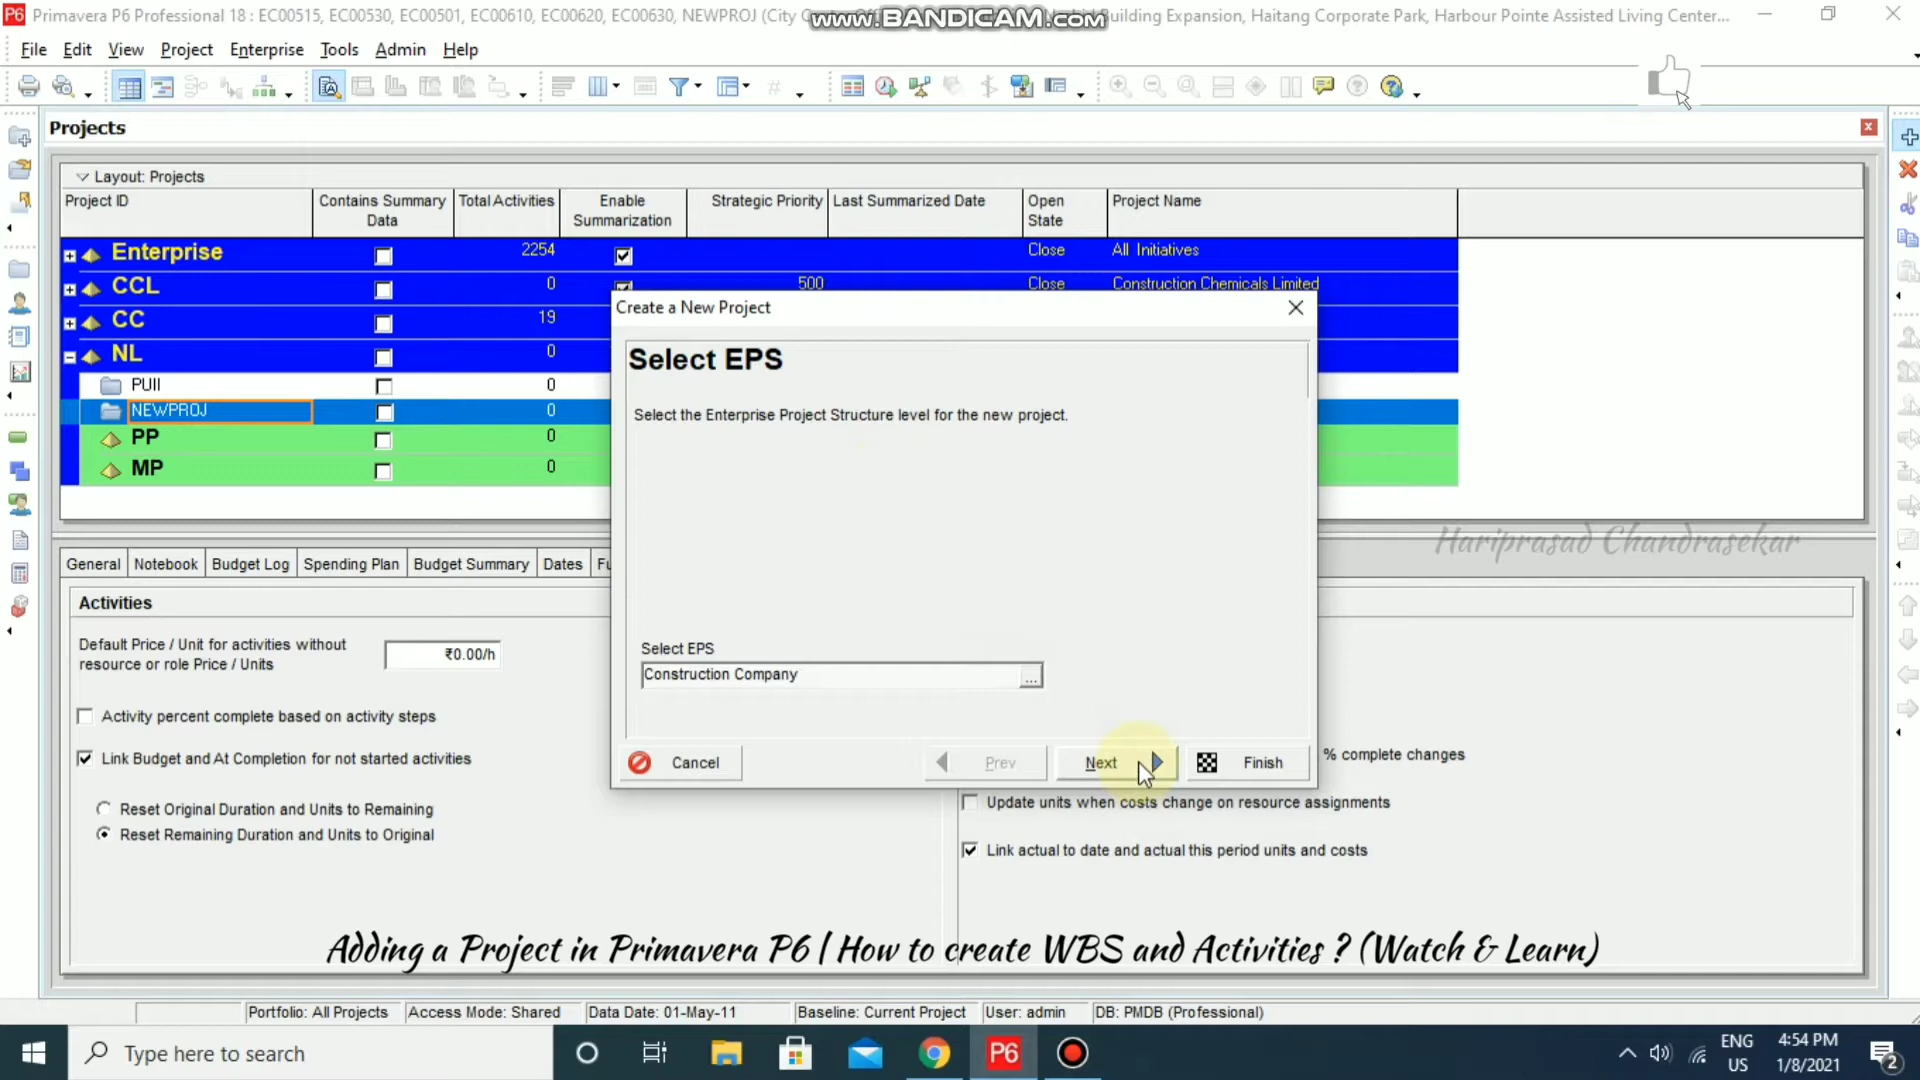 Primavera P6 Professional 18 : EC00515, EC00530, EC00501, EC00610, EC00620, EC00630, NEWPROJ (City Ce
www.BANDICAM.com
Building Expansion, Haitang Corporate Park, Harbour Pointe Assisted Living Center...
File Edit View Project Enterprise Tools Admin Help
Projects
Layout: Projects
Project ID
Contains Summary Data
Total Activities
Enable Summarization
Strategic Priority
Last Summarized Date
Open State
Project Name
Enterprise 2254 Close All Initiatives
CCL 0 500 Close Construction Chemicals Limited
CC 19
NL 0
PUII 0
NEWPROJ 0
PP 0
MP 0
Create a New Project
Select EPS
Select the Enterprise Project Structure level for the new project.
Select EPS
Construction Company
...
Cancel Prev Next Finish
Hariprasad Chandrasekar
General Notebook Budget Log Spending Plan Budget Summary Dates Fu
Activities
Default Price / Unit for activities without
resource or role Price / Units
₹0.00/h
Activity percent complete based on activity steps
Link Budget and At Completion for not started activities
Reset Original Duration and Units to Remaining
Reset Remaining Duration and Units to Original
% complete changes
Update units when costs change on resource assignments
Link actual to date and actual this period units and costs
Adding a Project in Primavera P6 | How to create WBS and Activities ? (Watch & Learn)
Portfolio: All Projects Access Mode: Shared Data Date: 01-May-11 Baseline: Current Project User: admin DB: PMDB (Professional)
Type here to search
P6
ENG
US
4:54 PM
1/8/2021
2